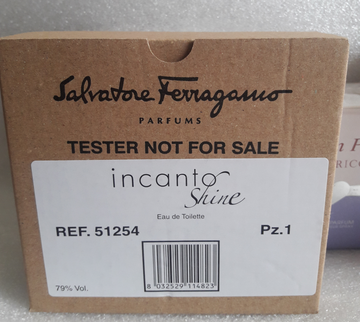 Salvatore Ferragamo
PARFUMS
TESTER NOT FOR SALE
incanto
Shine
Eau de Toilette
REF. 51254 Pz.1
79% Vol.
8 032529 114823